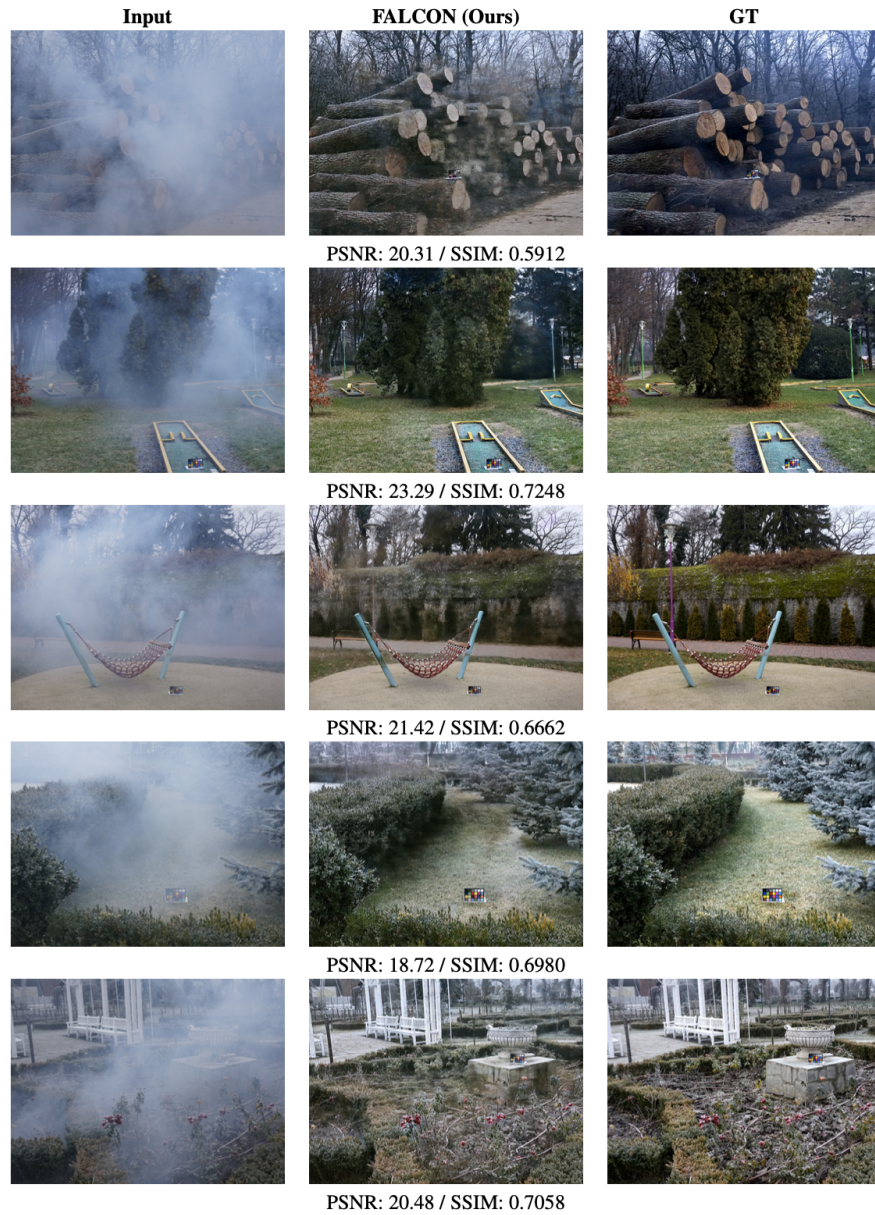 Input FALCON (Ours) GT
PSNR: 20.31 / SSIM: 0.5912
PSNR: 23.29 / SSIM: 0.7248
PSNR: 21.42 / SSIM: 0.6662
PSNR: 18.72 / SSIM: 0.6980
PSNR: 20.48 / SSIM: 0.7058